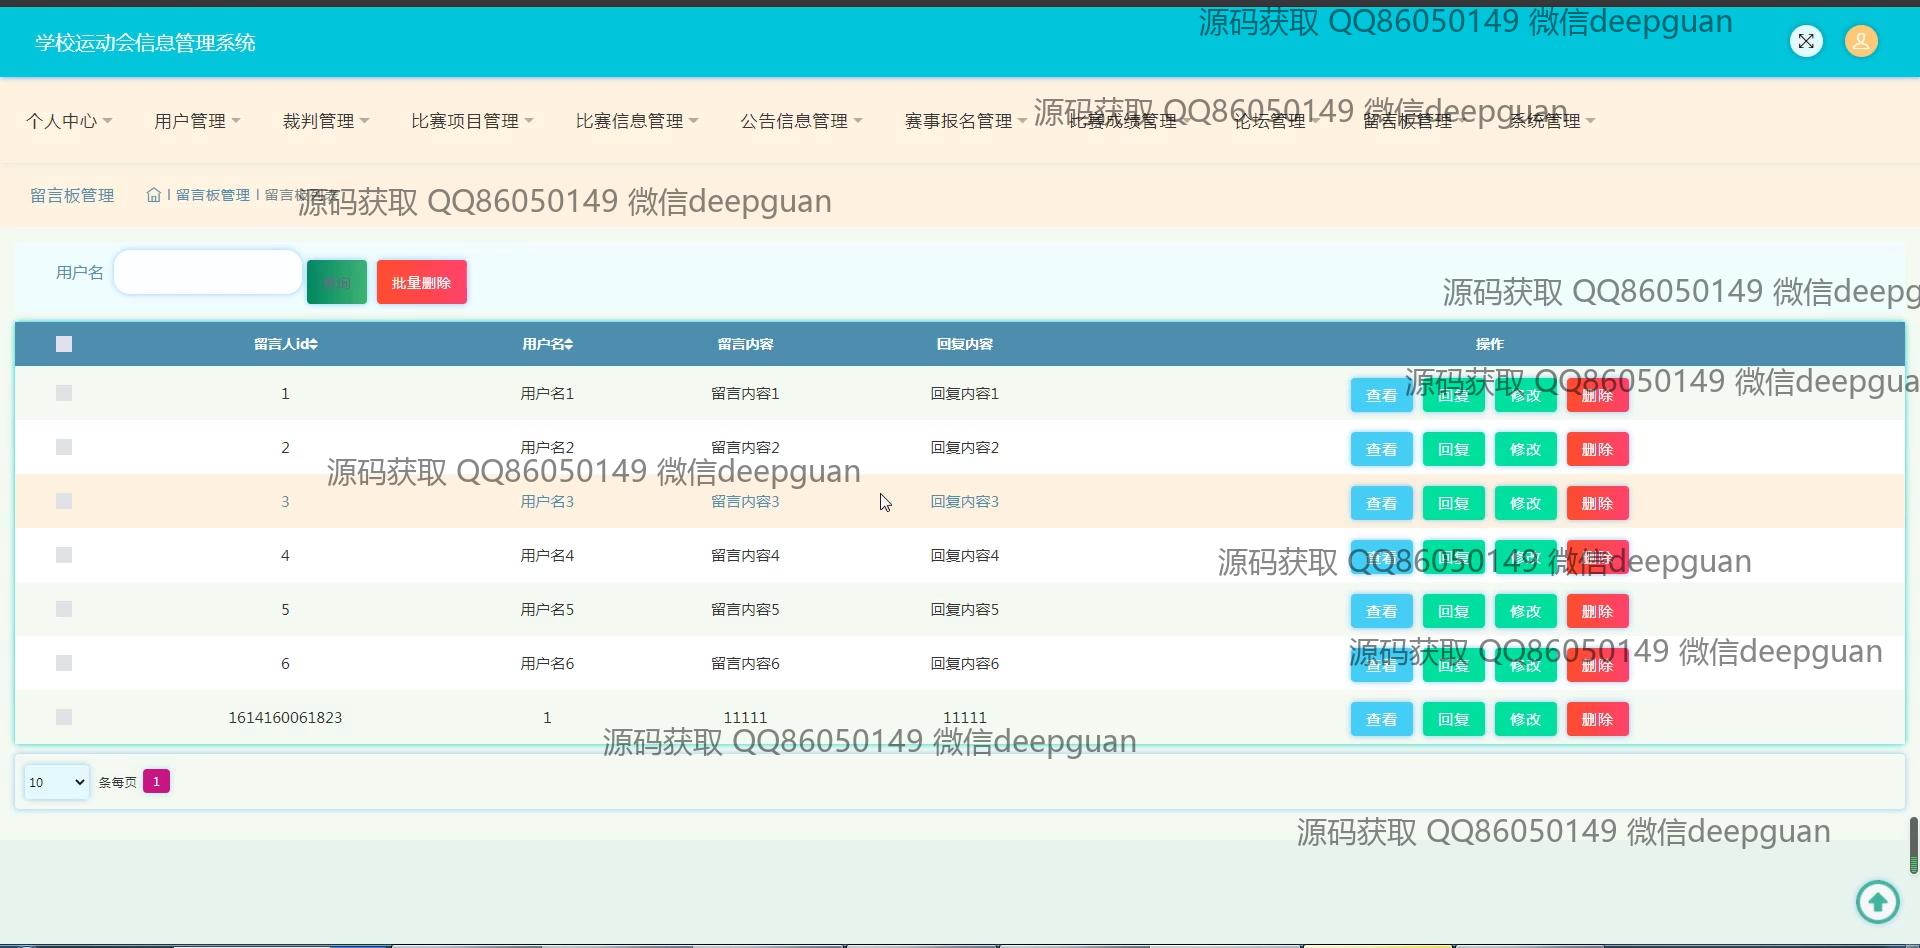 源码获取 QQ86050149 微信deepguan
学校运动会信息管理系统
个人中心 用户管理 裁判管理 比赛项目管理 比赛信息管理 公告信息管理 赛事报名管理 比赛成绩管理 论坛管理 留言板管理 系统管理
源码获取 QQ86050149 微信deepguan
留言板管理 留言板管理 留言板列表
源码获取 QQ86050149 微信deepguan
用户名 查询 批量删除
源码获取 QQ86050149 微信deepg
留言人id 用户名 留言内容 回复内容 操作
源码获取 QQ86050149 微信deepgua
1 用户名1 留言内容1 回复内容1 查看 回复 修改 删除
2 用户名2 留言内容2 回复内容2 查看 回复 修改 删除
源码获取 QQ86050149 微信deepguan
3 用户名3 留言内容3 回复内容3 查看 回复 修改 删除
4 用户名4 留言内容4 回复内容4 查看 回复 修改 删除
源码获取 QQ86050149 微信deepguan
5 用户名5 留言内容5 回复内容5 查看 回复 修改 删除
源码获取 QQ86050149 微信deepguan
6 用户名6 留言内容6 回复内容6 查看 回复 修改 删除
1614160061823 1 11111 11111 查看 回复 修改 删除
源码获取 QQ86050149 微信deepguan
10 条每页 1
源码获取 QQ86050149 微信deepguan